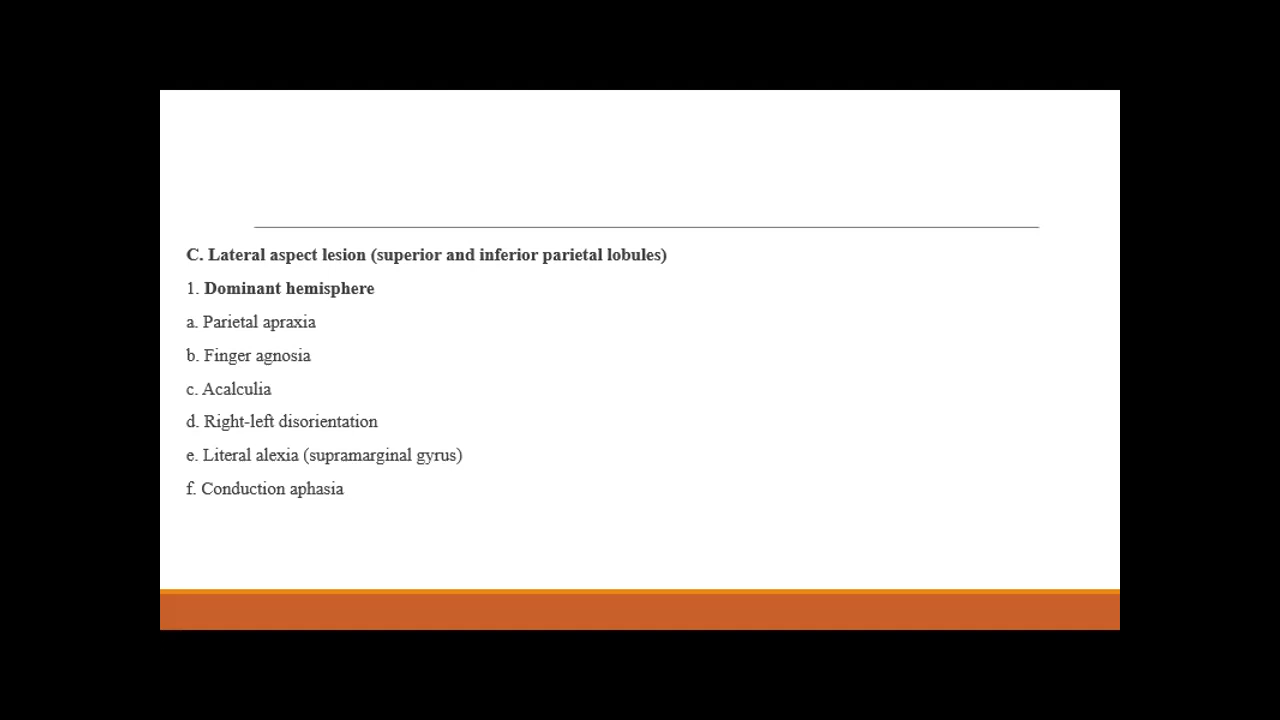 C. Lateral aspect lesion (superior and inferior parietal lobules)
1. Dominant hemisphere
a. Parietal apraxia
b. Finger agnosia
c. Acalculia
d. Right-left disorientation
e. Literal alexia (supramarginal gyrus)
f. Conduction aphasia